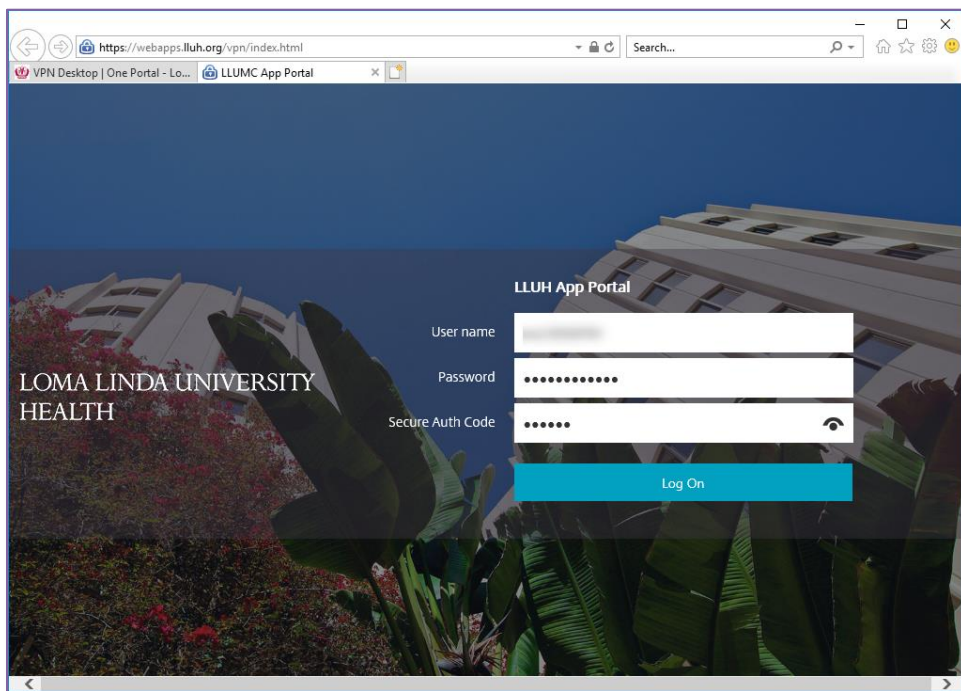 https://webapps.lluh.org/vpn/index.html
Search...
VPN Desktop | One Portal - Lo...
LLUMC App Portal
LLUH App Portal
User name
LOMA LINDA UNIVERSITY
HEALTH
Password
Secure Auth Code
Log On